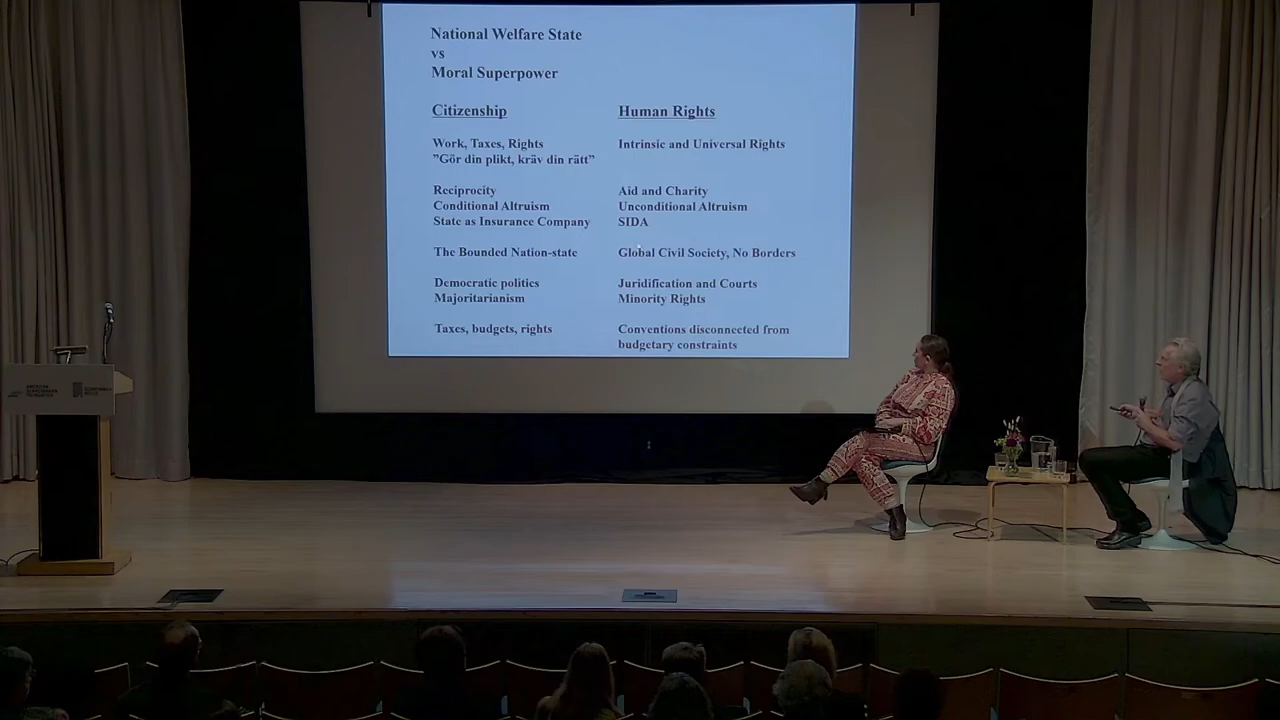 National Welfare State
vs
Moral Superpower
Citizenship
Work, Taxes, Rights
”Gör din plikt, kräv din rätt”
Reciprocity
Conditional Altruism
State as Insurance Company
The Bounded Nation-state
Democratic politics
Majoritarianism
Taxes, budgets, rights
Human Rights
Intrinsic and Universal Rights
Aid and Charity
Unconditional Altruism
SIDA
Global Civil Society, No Borders
Juridification and Courts
Minority Rights
Conventions disconnected from
budgetary constraints